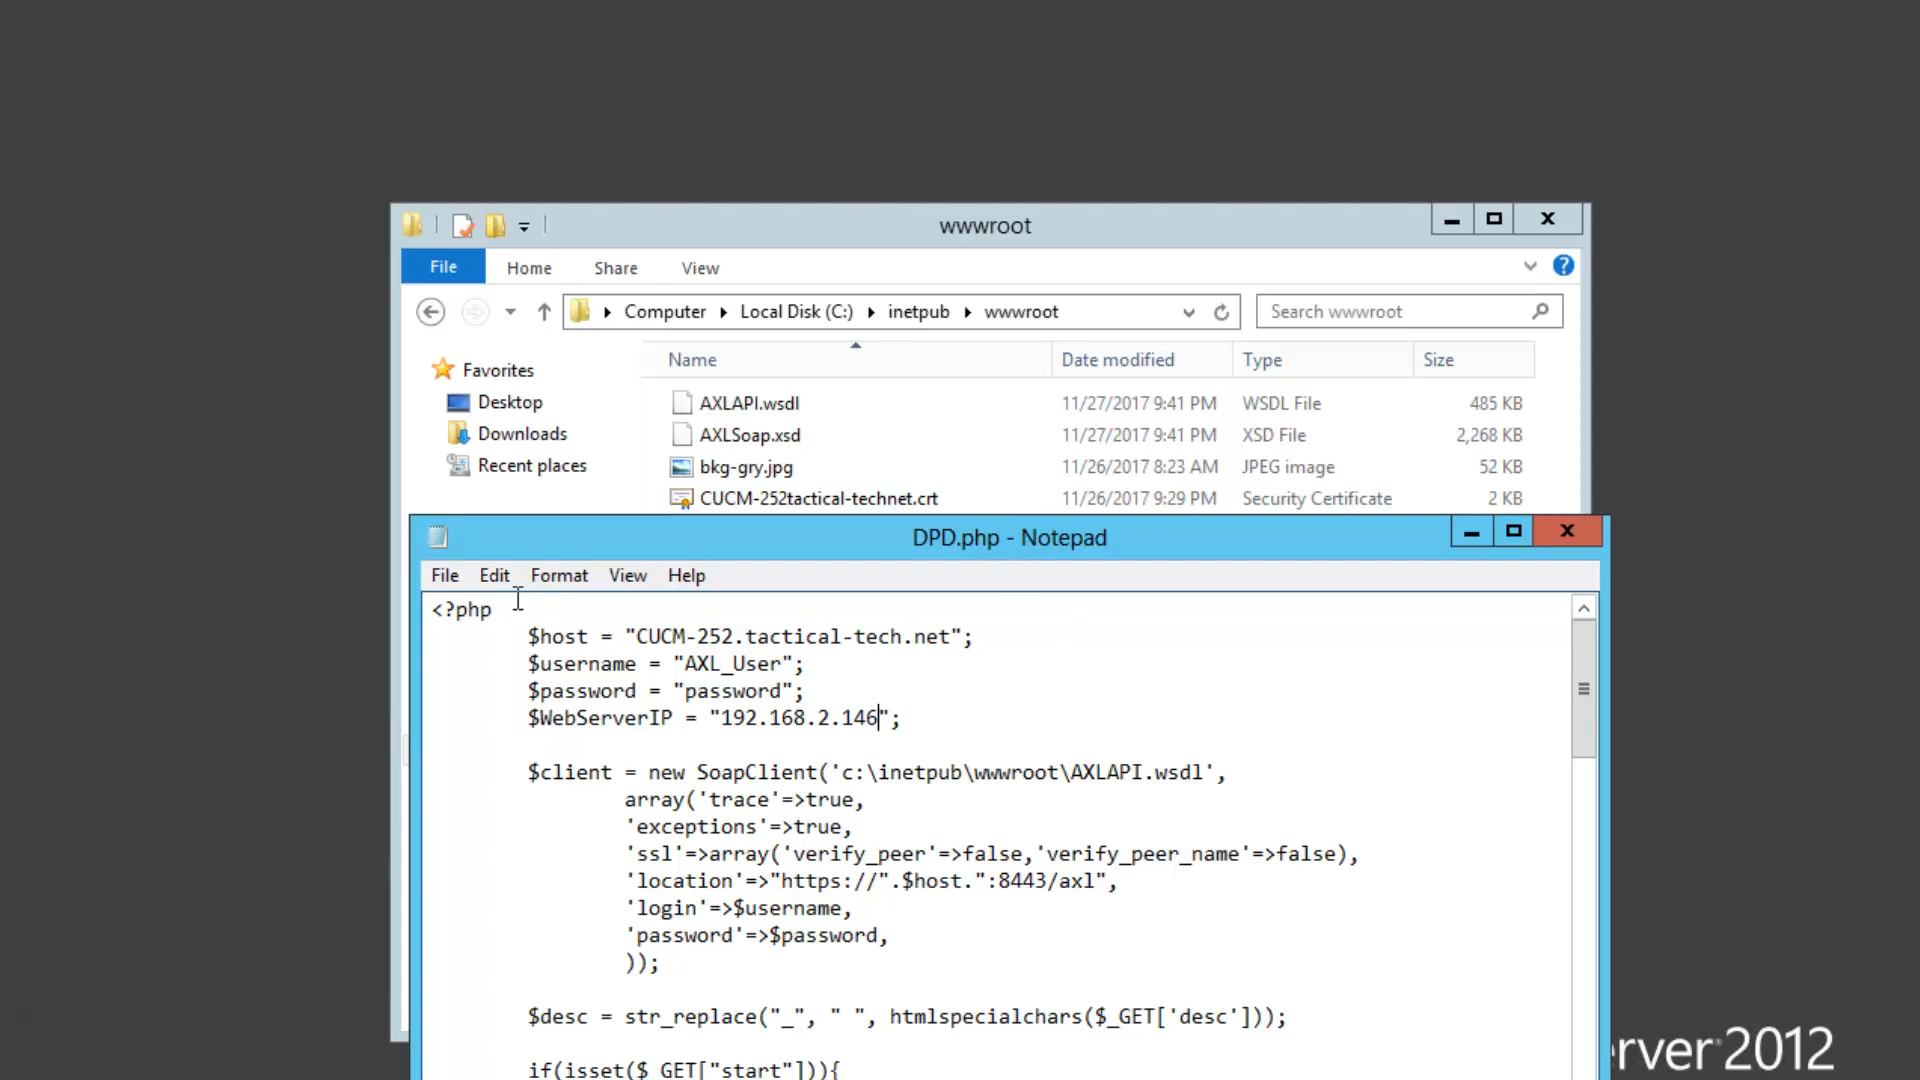 wwwroot
File Home Share View
Computer Local Disk (C:) inetpub wwwroot Search wwwroot
Name Date modified Type Size
Favorites
Desktop
Downloads
Recent places
AXLAPI.wsdl 11/27/2017 9:41 PM WSDL File 485 KB
AXLSoap.xsd 11/27/2017 9:41 PM XSD File 2,268 KB
bkg-gry.jpg 11/26/2017 8:23 AM JPEG image 52 KB
CUCM-252tactical-technet.crt 11/26/2017 9:29 PM Security Certificate 2 KB
DPD.php - Notepad
File Edit Format View Help
<?php
$host = "CUCM-252.tactical-tech.net";
$username = "AXL_User";
$password = "password";
$WebServerIP = "192.168.2.146";
$client = new SoapClient('c:\inetpub\wwwroot\AXLAPI.wsdl',
array('trace'=>true,
'exceptions'=>true,
'ssl'=>array('verify_peer'=>false,'verify_peer_name'=>false),
'location'=>"https://".$host.":8443/axl",
'login'=>$username,
'password'=>$password,
));
$desc = str_replace("_", " ", htmlspecialchars($_GET['desc']));
if(isset($_GET["start"])){
rver 2012